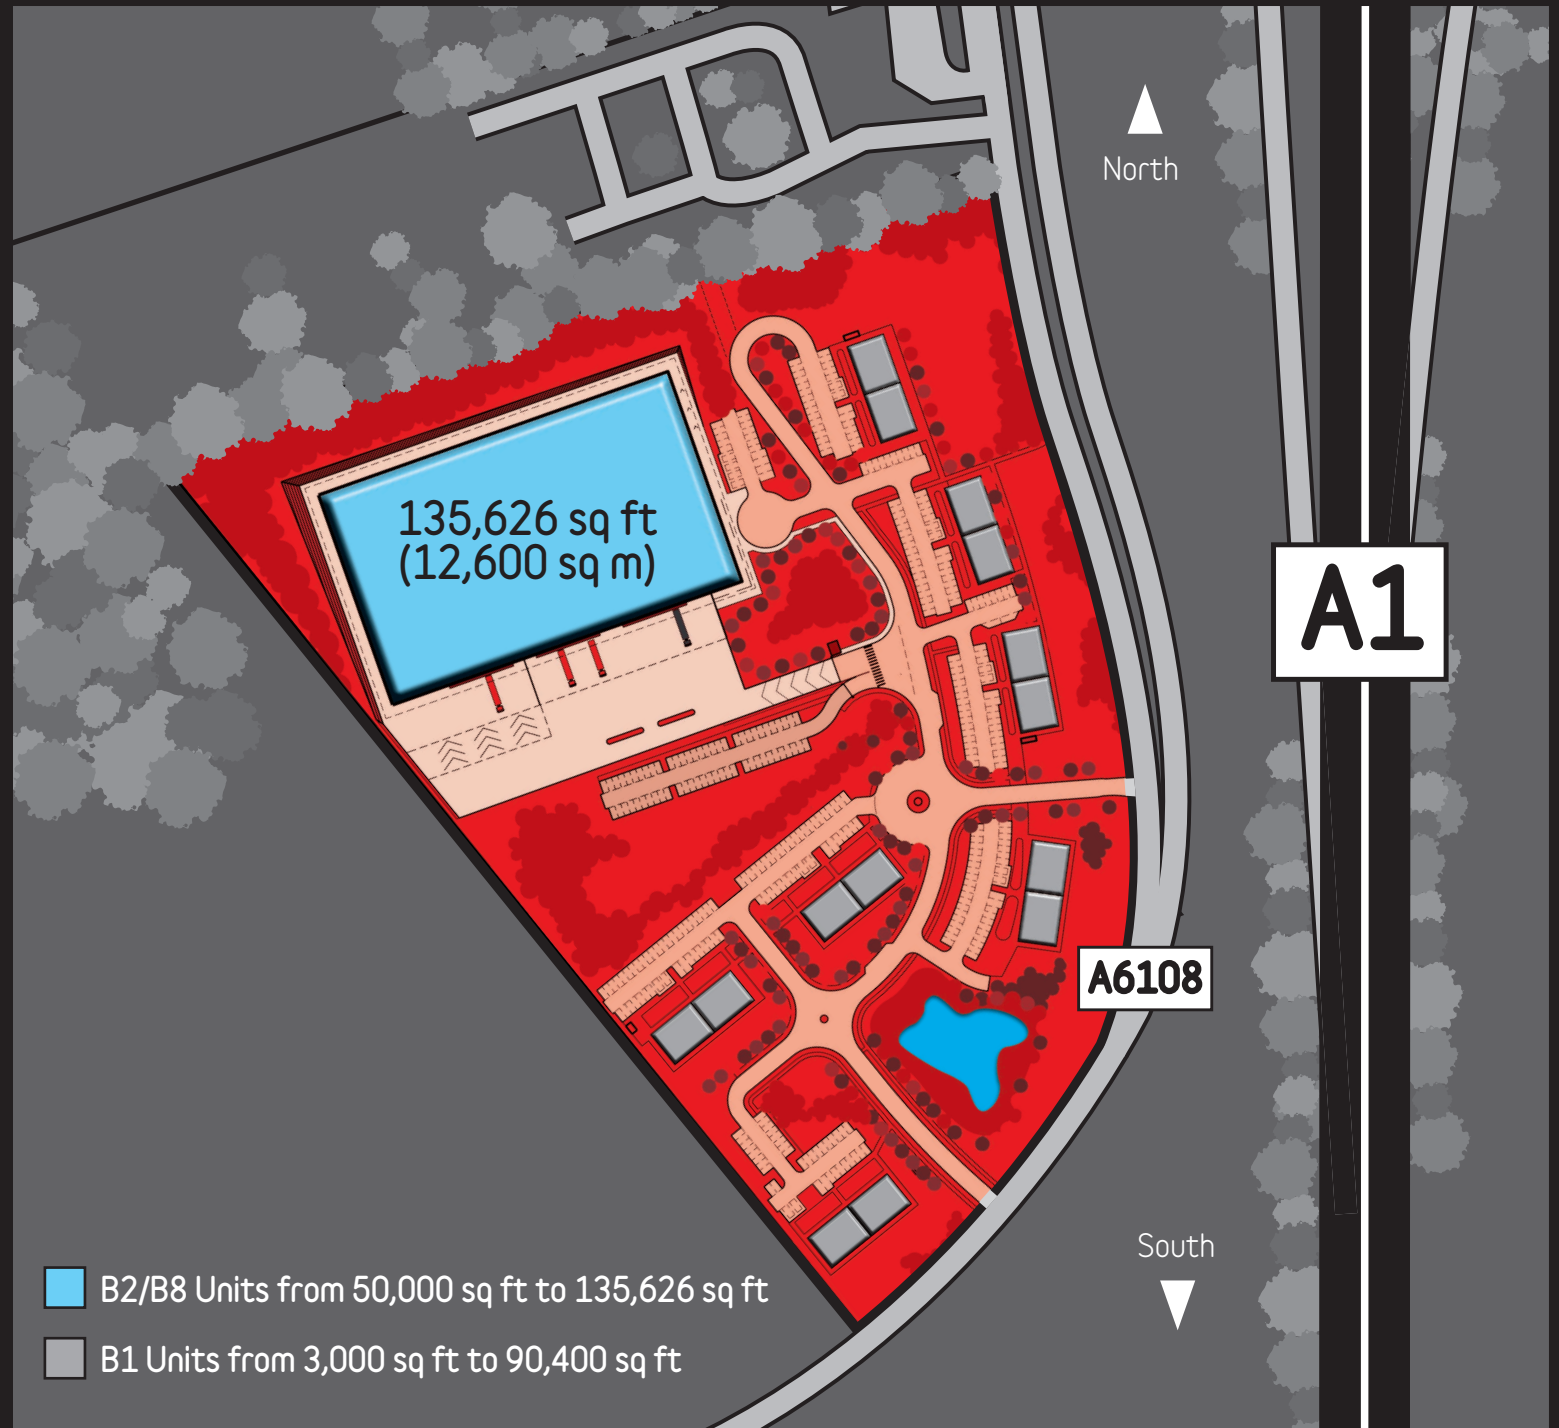 North
135,626 sq ft
(12,600 sq m)
A1
A6108
South
B2/B8 Units from 50,000 sq ft to 135,626 sq ft
B1 Units from 3,000 sq ft to 90,400 sq ft